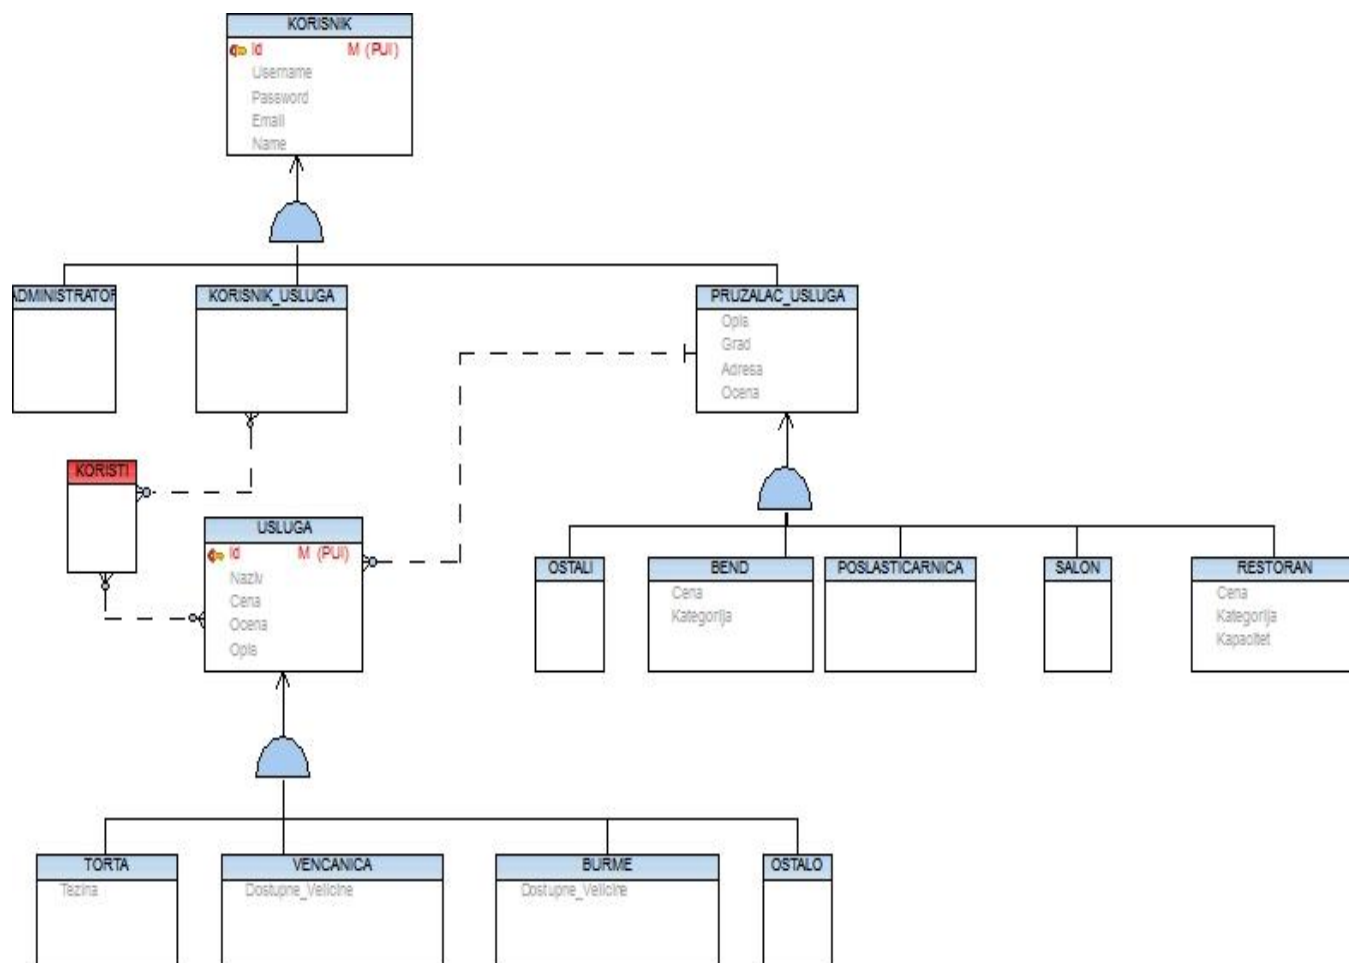 KORISNIK
Id M (PUI)
Username
Password
Email
Name
ADMINISTRATOR
KORISNIK_USLUGA
PRUZALAC_USLUGA
Opis
Grad
Adresa
Ocena
KORISTI
USLUGA
Id M (PUI)
Naziv
Cena
Ocena
Opis
OSTALI
BEND
Cena
Kategorija
POSLASTICARNICA
SALON
RESTORAN
Cena
Kategorija
Kapacitet
TORTA
Tezina
VENCANICA
Dostupne_Velicine
BURME
Dostupne_Velicine
OSTALO